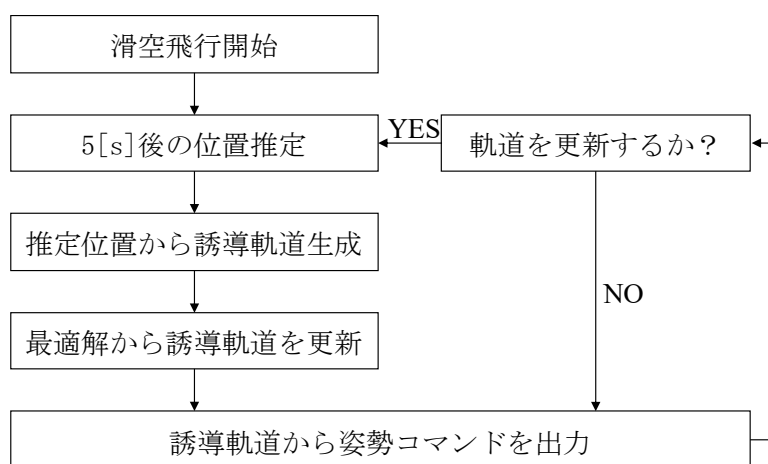 滑空飛行開始
5[s]後の位置推定
YES
軌道を更新するか？
推定位置から誘導軌道生成
NO
最適解から誘導軌道を更新
誘導軌道から姿勢コマンドを出力